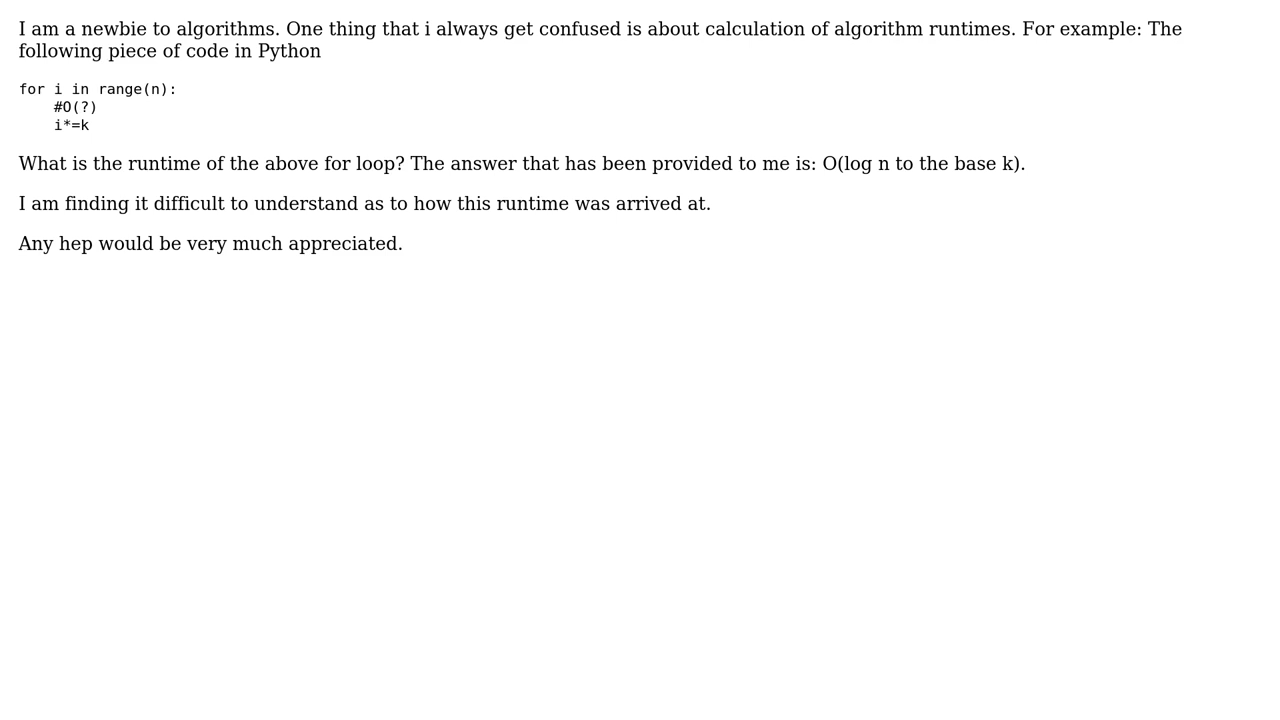 I am a newbie to algorithms. One thing that i always get confused is about calculation of algorithm runtimes. For example: The
following piece of code in Python
for i in range(n):
    #O(?)
    i*=k
What is the runtime of the above for loop? The answer that has been provided to me is: O(log n to the base k).
I am finding it difficult to understand as to how this runtime was arrived at.
Any hep would be very much appreciated.